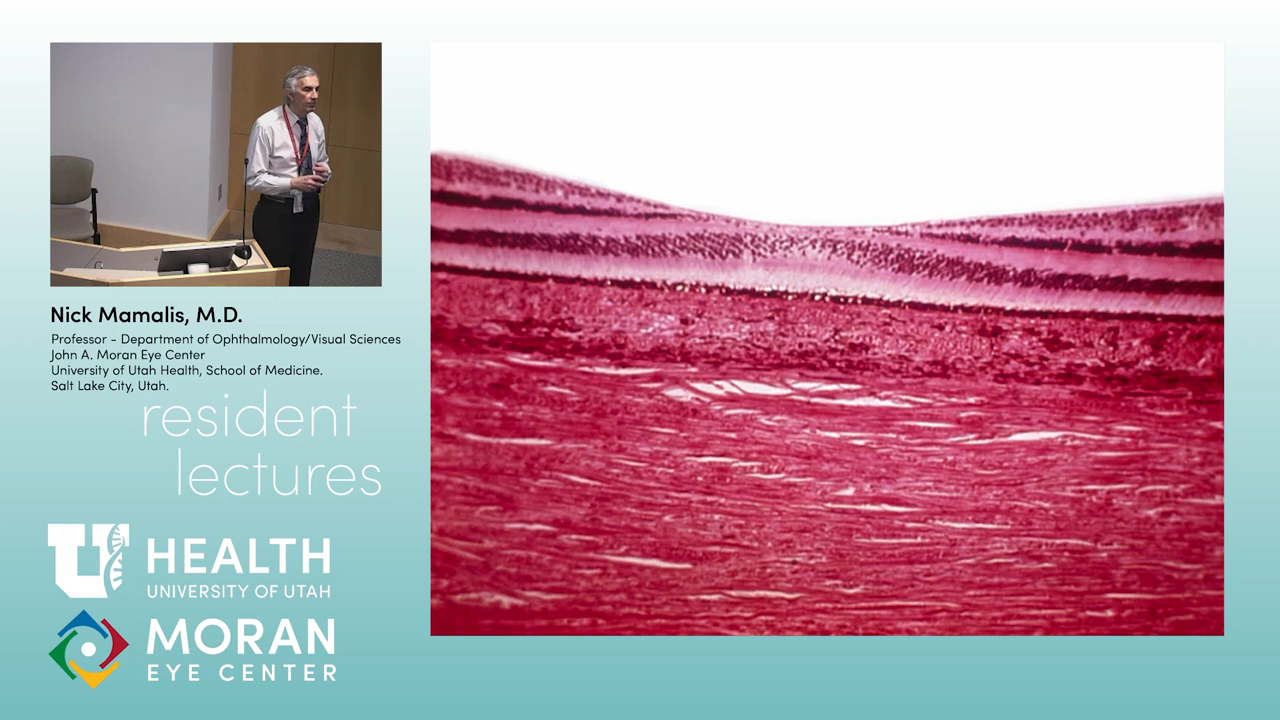 Nick Mamalis, M.D.
Professor - Department of Ophthalmology/Visual Sciences
John A. Moran Eye Center
University of Utah Health, School of Medicine.
Salt Lake City, Utah.
resident
lectures
U HEALTH
UNIVERSITY OF UTAH
MORAN
EYE CENTER